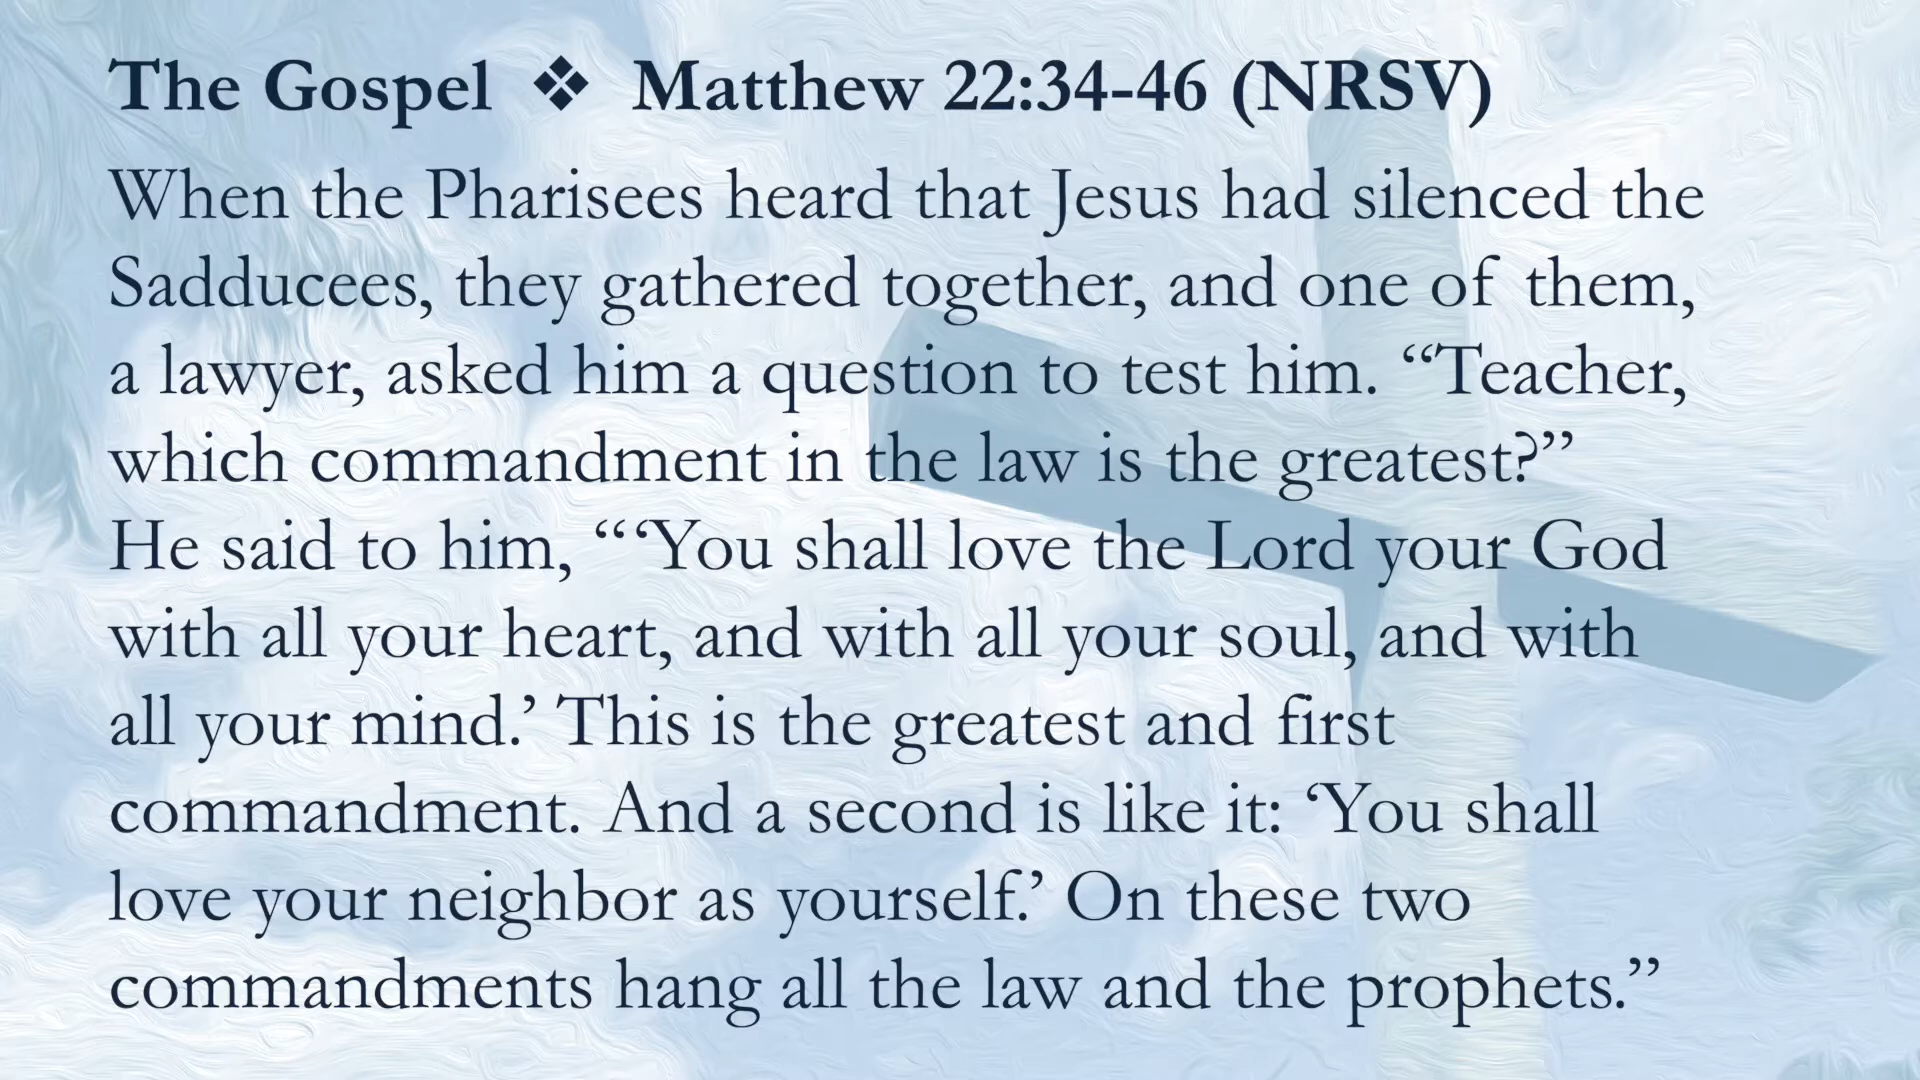 The Gospel ❖ Matthew 22:34-46 (NRSV)
When the Pharisees heard that Jesus had silenced the
Sadducees, they gathered together, and one of them,
a lawyer, asked him a question to test him. “Teacher,
which commandment in the law is the greatest?”
He said to him, “‘You shall love the Lord your God
with all your heart, and with all your soul, and with
all your mind.’ This is the greatest and first
commandment. And a second is like it: ‘You shall
love your neighbor as yourself.’ On these two
commandments hang all the law and the prophets.”